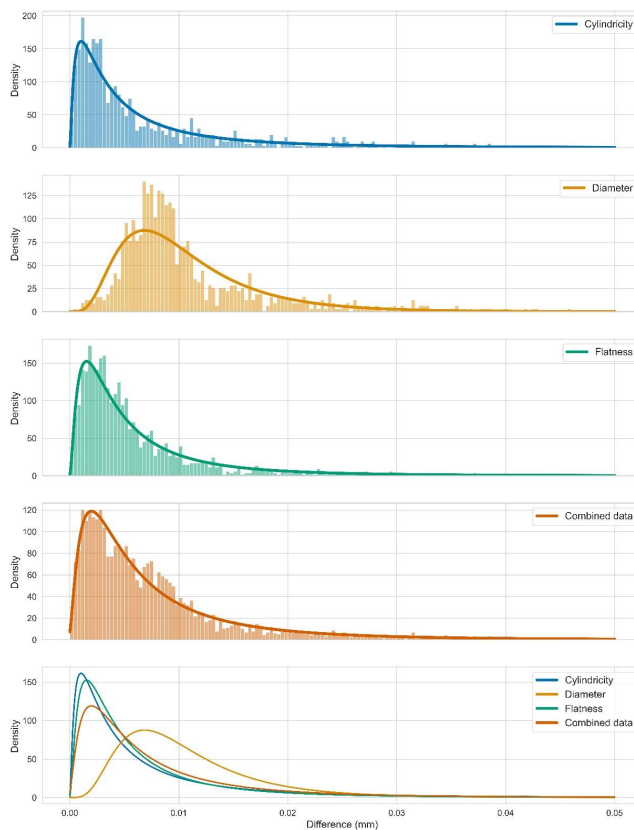 200
Cylindricity
150
100
50
0
Density
Diameter
125
100
75
50
25
0
Density
Flatness
150
100
50
0
Density
120
Combined data
100
80
60
40
20
0
Density
Cylindricity
Diameter
Flatness
Combined data
150
100
50
0
Density
0.00 0.01 0.02 0.03 0.04 0.05
Difference (mm)